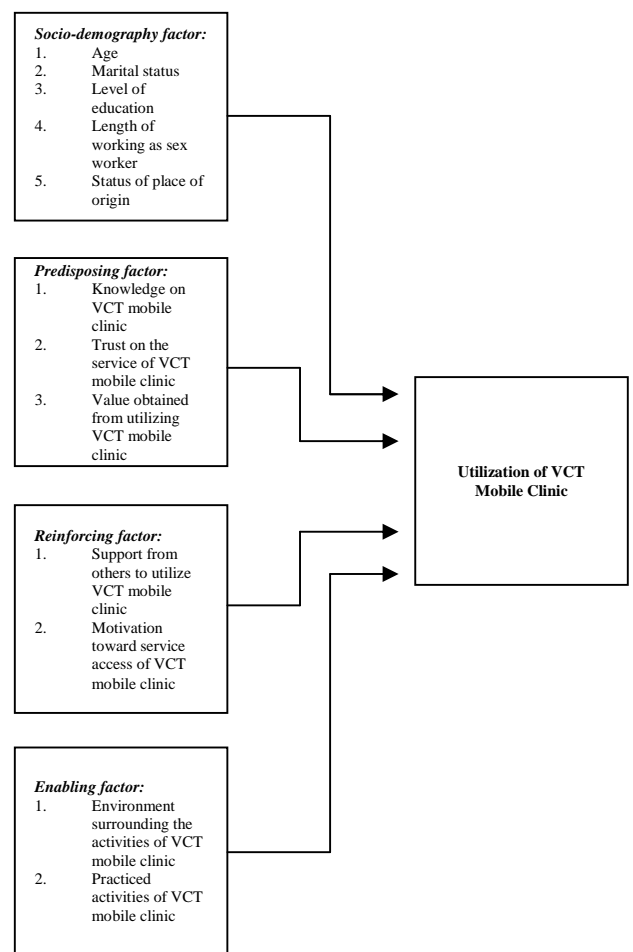 Socio-demography factor:
1. Age
2. Marital status
3. Level of
education
4. Length of
working as sex
worker
5. Status of place of
origin
Predisposing factor:
1. Knowledge on
VCT mobile
clinic
2. Trust on the
service of VCT
mobile clinic
3. Value obtained
from utilizing
VCT mobile
clinic
Utilization of VCT
Mobile Clinic
Reinforcing factor:
1. Support from
others to utilize
VCT mobile
clinic
2. Motivation
toward service
access of VCT
mobile clinic
Enabling factor:
1. Environment
surrounding the
activities of VCT
mobile clinic
2. Practiced
activities of VCT
mobile clinic